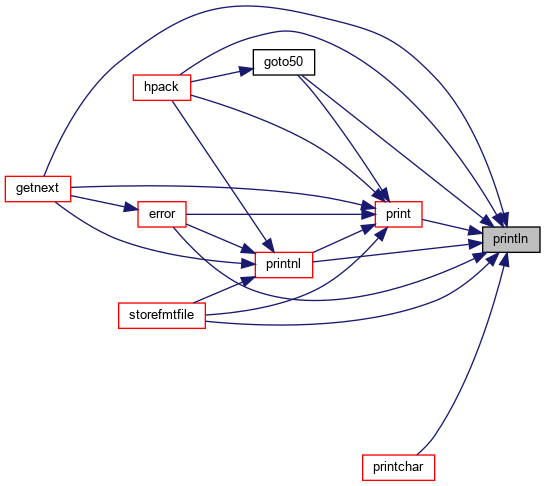 goto50
hpack
getnext
error
print
println
printnl
storefmtfile
printchar